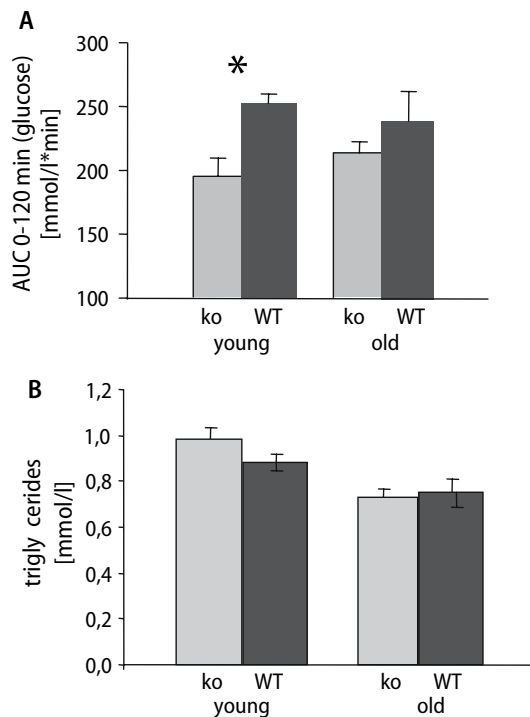 A
AUC 0-120 min (glucose)
[mmol/l*min]
300
250
200
150
100
*
ko WT ko WT
young old
B
trigly cerides
[mmol/l]
1,2
1,0
0,8
0,6
0,4
0,2
0,0
ko WT ko WT
young old